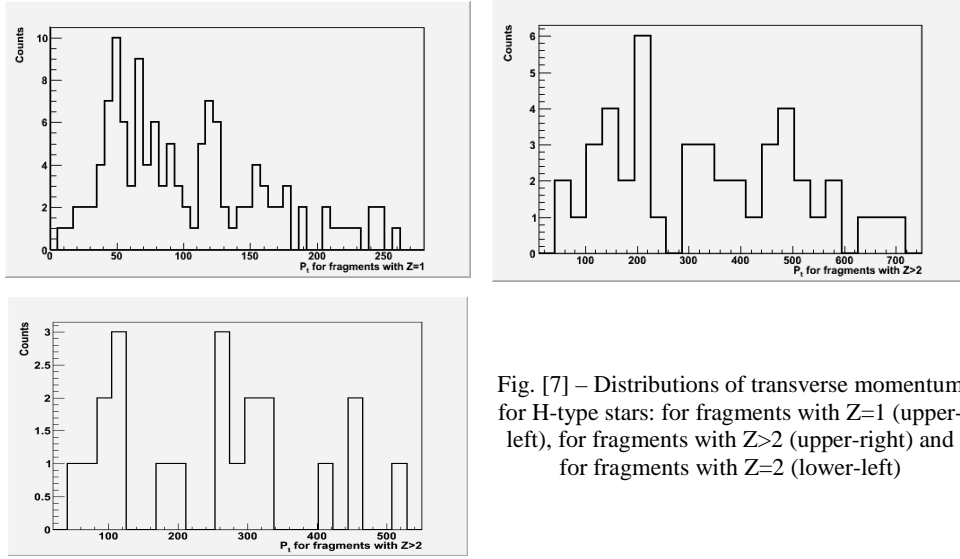 Counts
10
8
6
4
2
0
0 50 100 150 200 250
Pt for fragments with Z=1
Counts
6
5
4
3
2
1
0
100 200 300 400 500 600 700
Pt for fragments with Z>2
Counts
3
2.5
2
1.5
1
0.5
0
100 200 300 400 500
Pt for fragments with Z>2
Fig. [7] – Distributions of transverse momentum
for H-type stars: for fragments with Z=1 (upper-
left), for fragments with Z>2 (upper-right) and
for fragments with Z=2 (lower-left)